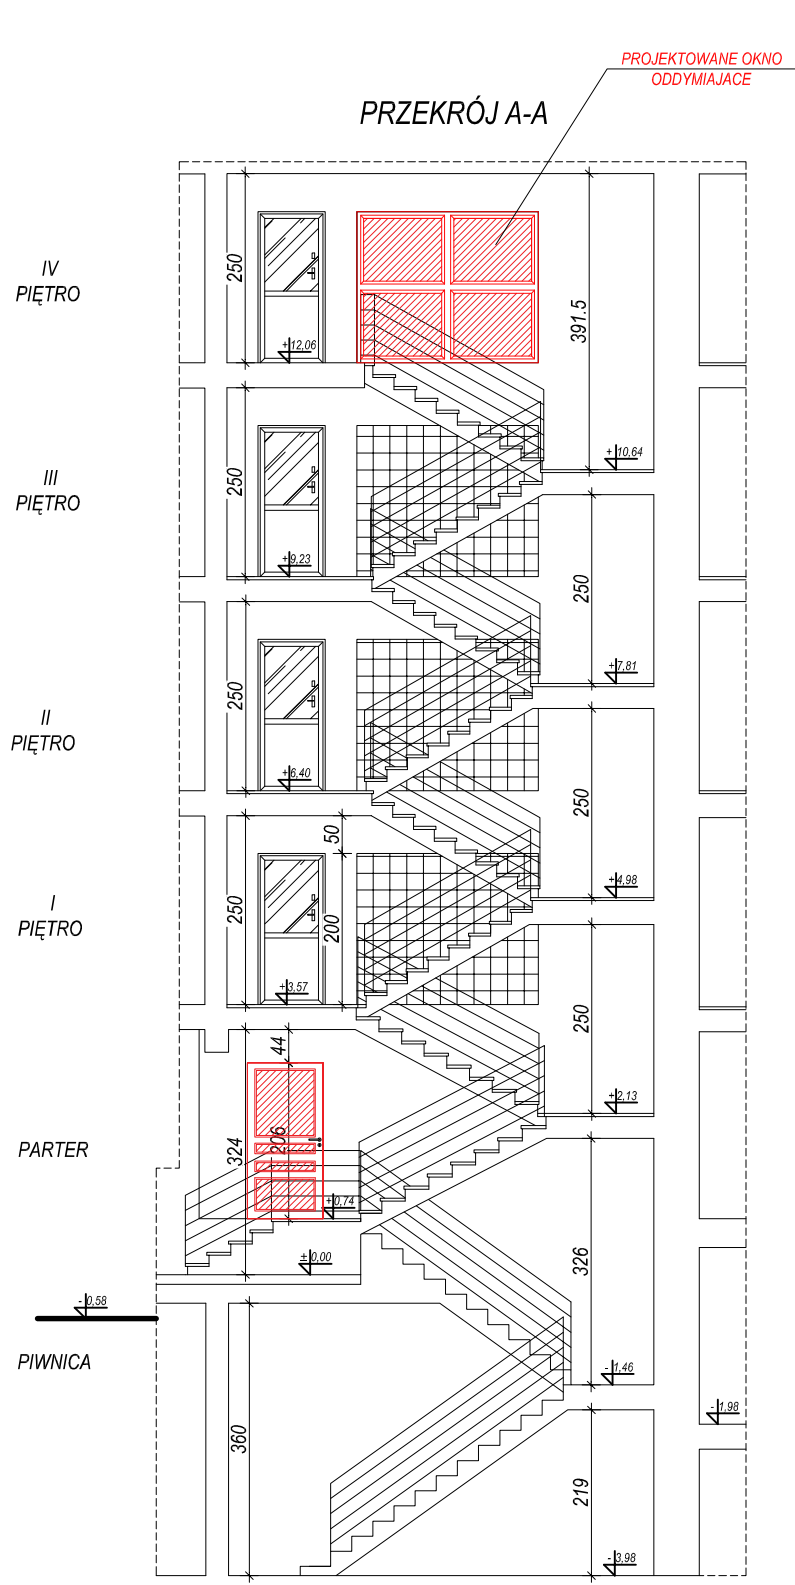 PROJEKTOWANE OKNO
ODDYMIAJACE
PRZEKRÓJ A-A
IV
PIĘTRO
250
391.5
+12,06
+ 10,64
III
PIĘTRO
250
+9,23
250
+7,81
II
PIĘTRO
250
+6,40
250
+4,98
I
PIĘTRO
50
250
200
+3,57
250
+2,13
44
PARTER
324
206
+0,74
± 0,00
326
- 0,58
PIWNICA
- 1,46
- 1,98
360
219
- 3,98